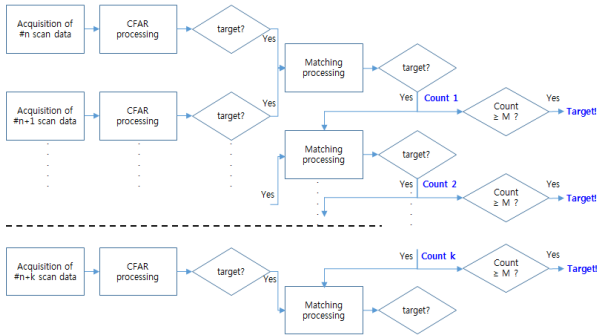 Acquisition of
#n scan data
CFAR
processing
target?
Yes
Matching
processing
target?
Yes
Count 1
Count
≥ M ?
Yes
Target!
Acquisition of
#n+1 scan data
CFAR
processing
target?
Yes
Matching
processing
target?
Yes
Count 2
Count
≥ M ?
Yes
Target!
Yes
Acquisition of
#n+k scan data
CFAR
processing
target?
Yes
Yes
Count k
Count
≥ M ?
Yes
Target!
Matching
processing
target?